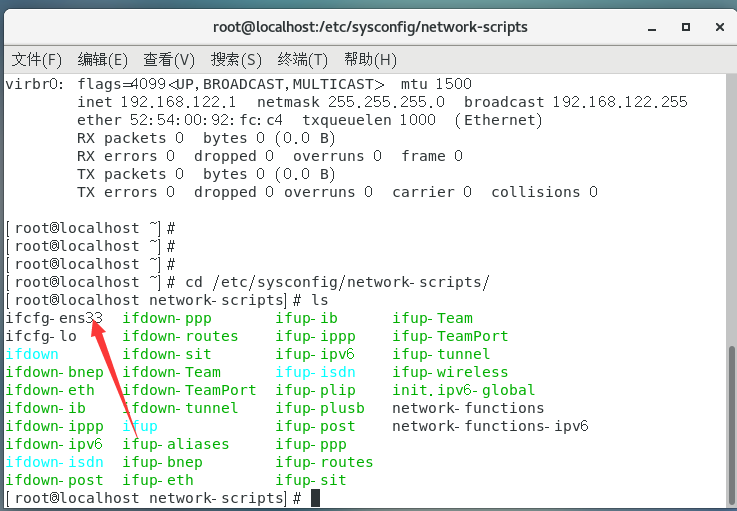 root@localhost:/etc/sysconfig/network-scripts
文件(F) 编辑(E) 查看(V) 搜索(S) 终端(T) 帮助(H)
virbr0: flags=4099<UP,BROADCAST,MULTICAST> mtu 1500
inet 192.168.122.1 netmask 255.255.255.0 broadcast 192.168.122.255
ether 52:54:00:92:fc:c4 txqueuelen 1000 (Ethernet)
RX packets 0 bytes 0 (0.0 B)
RX errors 0 dropped 0 overruns 0 frame 0
TX packets 0 bytes 0 (0.0 B)
TX errors 0 dropped 0 overruns 0 carrier 0 collisions 0
[root@localhost ~]#
[root@localhost ~]#
[root@localhost ~]#
[root@localhost ~]# cd /etc/sysconfig/network-scripts/
[root@localhost network-scripts]# ls
ifcfg-ens33 ifdown-ppp ifup-ib ifup-Team
ifcfg-lo ifdown-routes ifup-ippp ifup-TeamPort
ifdown ifdown-sit ifup-ipv6 ifup-tunnel
ifdown-bnep ifdown-Team ifup-isdn ifup-wireless
ifdown-eth ifdown-TeamPort ifup-plip init.ipv6-global
ifdown-ib ifdown-tunnel ifup-plusb network-functions
ifdown-ippp ifup ifup-post network-functions-ipv6
ifdown-ipv6 ifup-aliases ifup-ppp
ifdown-isdn ifup-bnep ifup-routes
ifdown-post ifup-eth ifup-sit
[root@localhost network-scripts]#